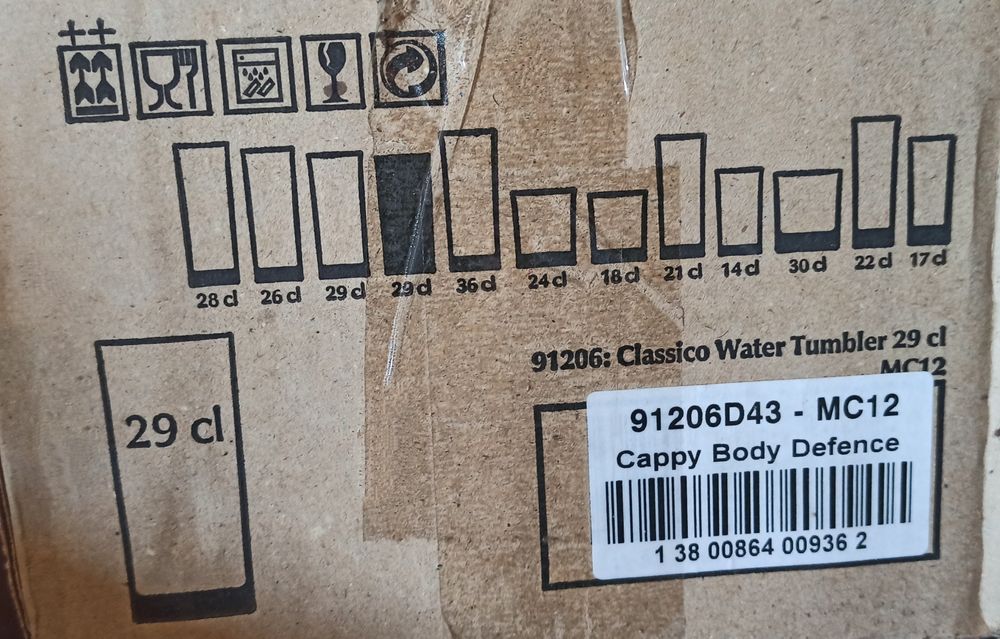 28 cl 26 cl 29 cl 29 cl 36 cl 24 cl 18 cl 21 cl 14 cl 30 cl 22 cl 17 cl
91206: Classico Water Tumbler 29 cl
MC12
29 cl
91206D43 - MC12
Cappy Body Defence
1 38 00864 00936 2